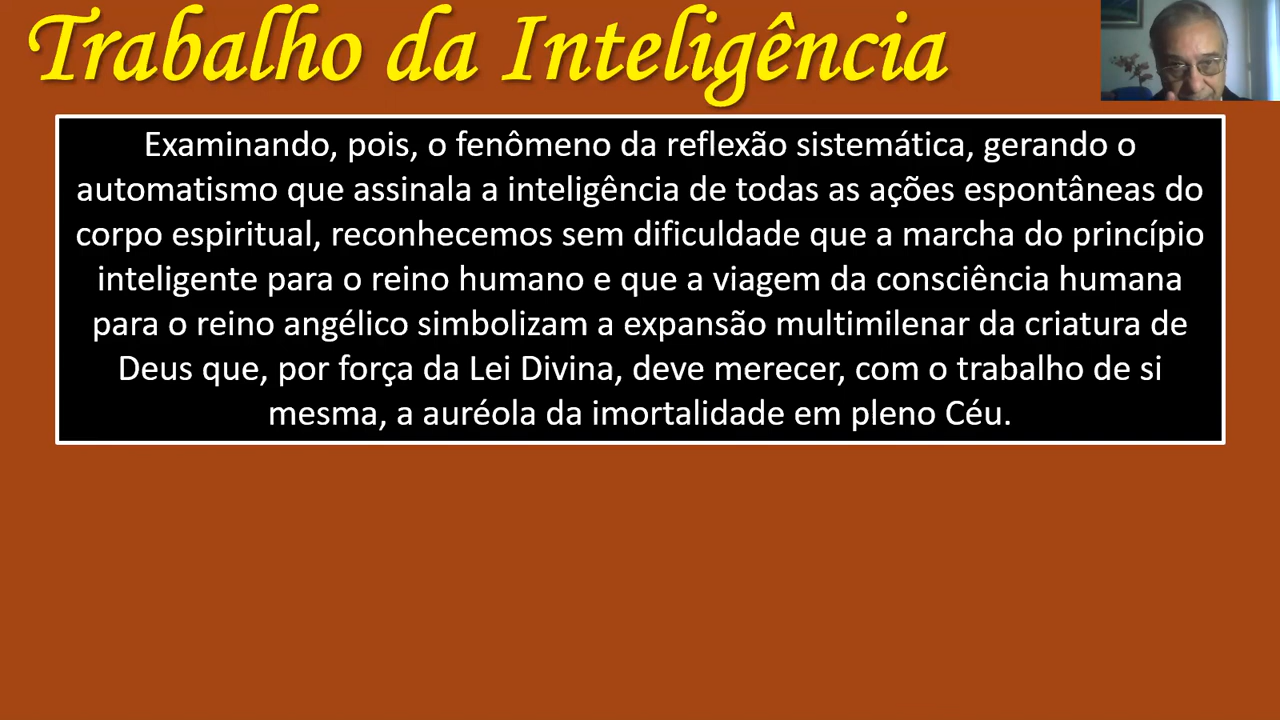 Trabalho da Inteligência
Examinando, pois, o fenômeno da reflexão sistemática, gerando o
automatismo que assinala a inteligência de todas as ações espontâneas do
corpo espiritual, reconhecemos sem dificuldade que a marcha do princípio
inteligente para o reino humano e que a viagem da consciência humana
para o reino angélico simbolizam a expansão multimilenar da criatura de
Deus que, por força da Lei Divina, deve merecer, com o trabalho de si
mesma, a auréola da imortalidade em pleno Céu.